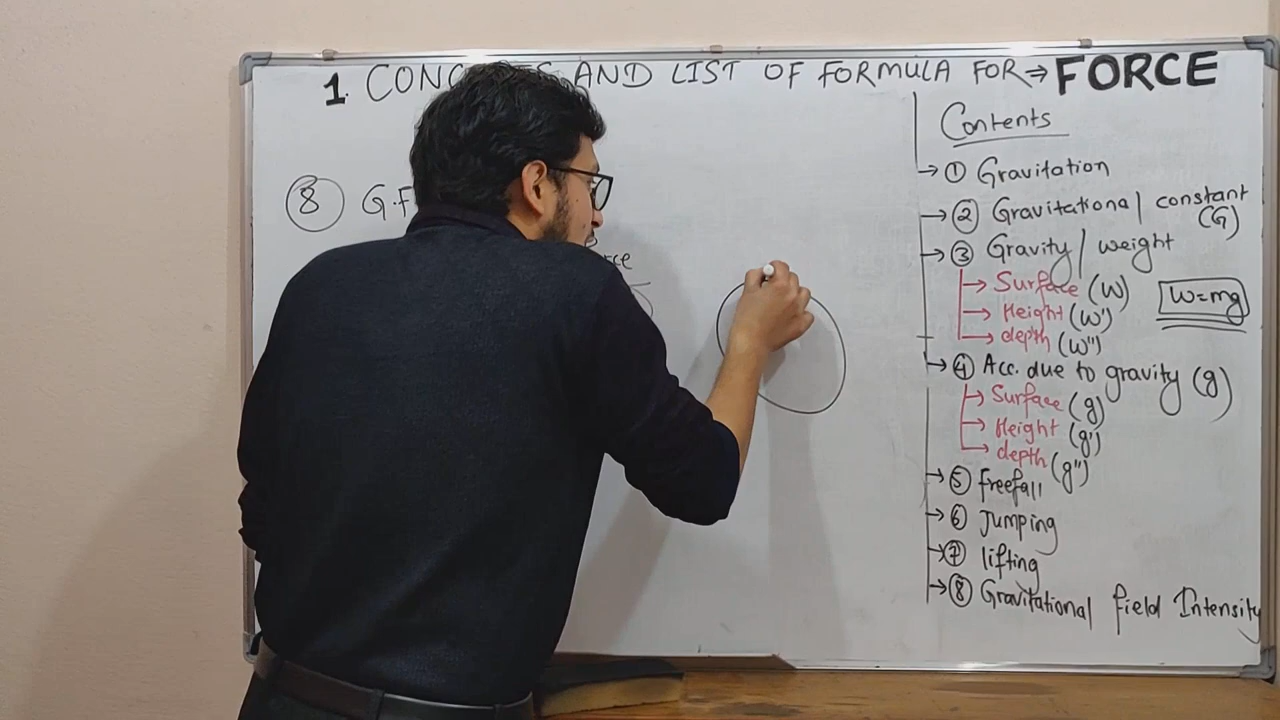 1. CONC AND LIST OF FORMULA FOR → FORCE
8 G.F
rce
Contents
→ 1 Gravitation
→ 2 Gravitational constant
(G)
→ 3 Gravity / weight
→ Surface (W)
W=mg
→ Height (W')
→ depth (W'')
→ 4 Acc. due to gravity (g)
→ Surface (g)
→ Height (g')
→ depth (g'')
→ 5 freefall
→ 6 Jumping
→ 7 lifting
→ 8 Gravitational field Intensity